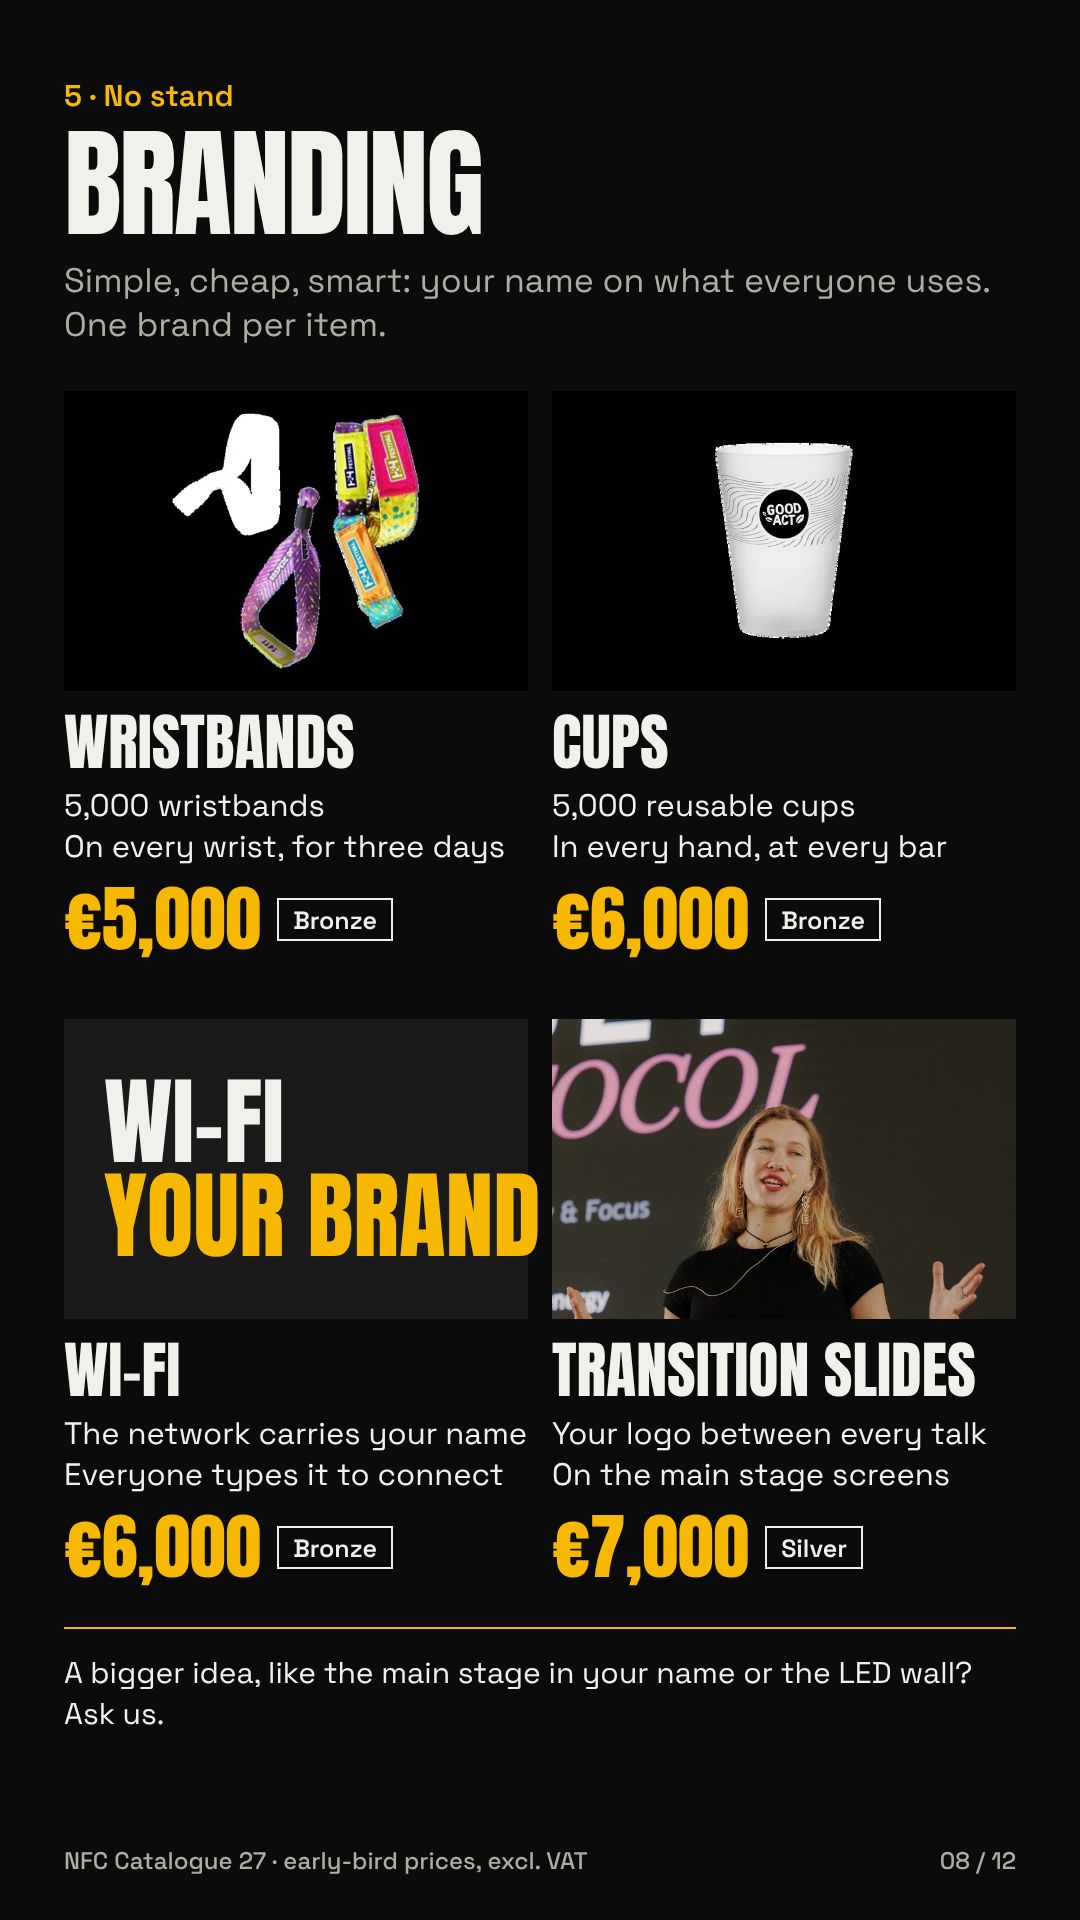 5 · No stand
BRANDING
Simple, cheap, smart: your name on what everyone uses.
One brand per item.
FESTIVAL
FESTIVAL
FESTIVAL
GOOD
ACT
WRISTBANDS
5,000 wristbands
On every wrist, for three days
€5,000 Bronze
CUPS
5,000 reusable cups
In every hand, at every bar
€6,000 Bronze
WI-FI
YOUR BRAND
OCOL
& Focus
WI-FI
The network carries your name
Everyone types it to connect
€6,000 Bronze
TRANSITION SLIDES
Your logo between every talk
On the main stage screens
€7,000 Silver
A bigger idea, like the main stage in your name or the LED wall?
Ask us.
NFC Catalogue 27 · early-bird prices, excl. VAT
08 / 12